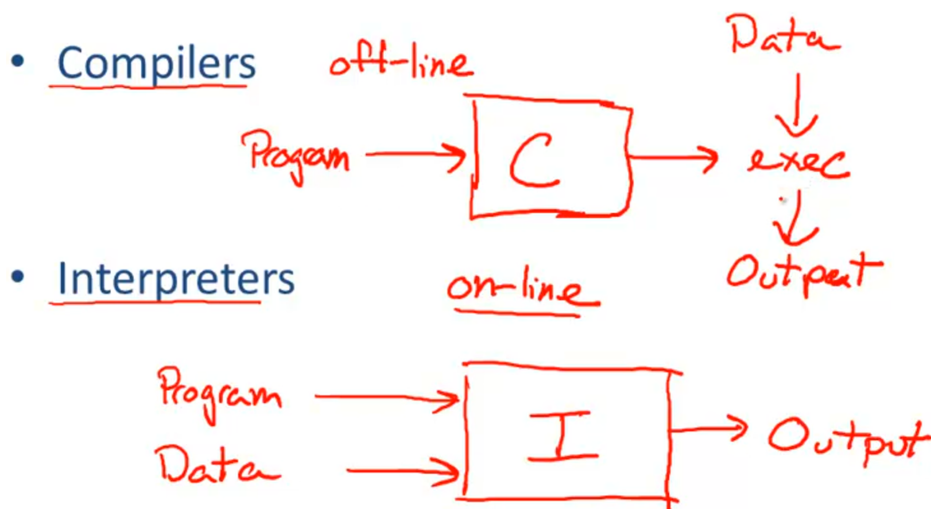 • Compilers off-line
Data
Program → C → exec
Output
• Interpreters on-line
Program → I → Output
Data →